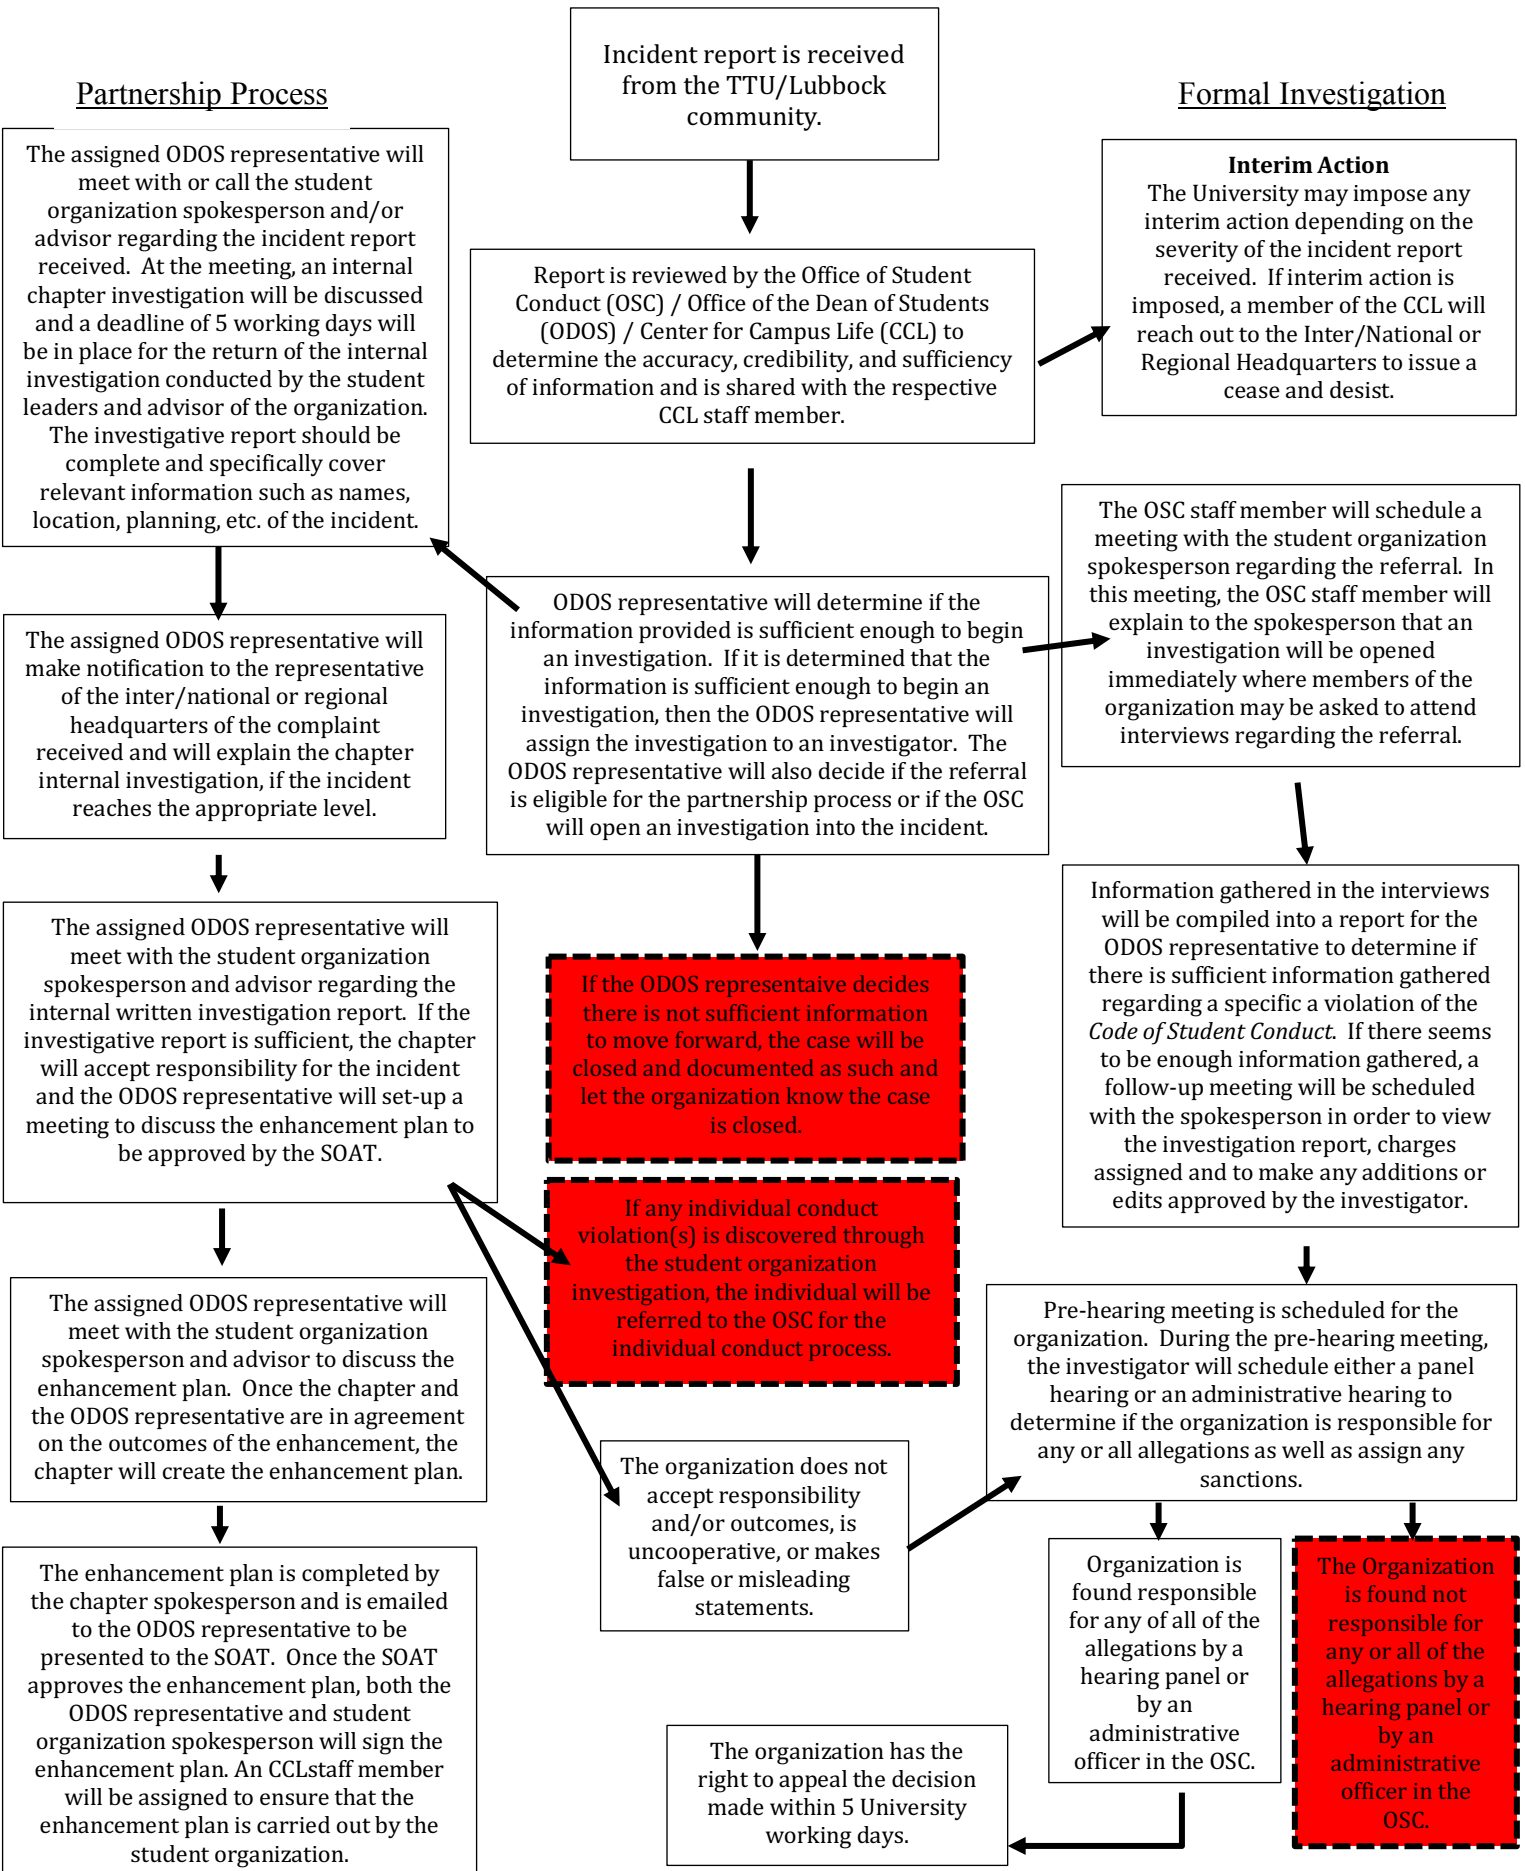 Incident report is received
from the TTU/Lubbock
community.
Partnership Process
Formal Investigation
The assigned ODOS representative will
meet with or call the student
organization spokesperson and/or
advisor regarding the incident report
received.  At the meeting, an internal
chapter investigation will be discussed
and a deadline of 5 working days will
be in place for the return of the internal
investigation conducted by the student
leaders and advisor of the organization.
The investigative report should be
complete and specifically cover
relevant information such as names,
location, planning, etc. of the incident.
Interim Action
The University may impose any
interim action depending on the
severity of the incident report
received.  If interim action is
imposed, a member of the CCL will
reach out to the Inter/National or
Regional Headquarters to issue a
cease and desist.
Report is reviewed by the Office of Student
Conduct (OSC) / Office of the Dean of Students
(ODOS) / Center for Campus Life (CCL) to
determine the accuracy, credibility, and sufficiency
of information and is shared with the respective
CCL staff member.
The OSC staff member will schedule a
meeting with the student organization
spokesperson regarding the referral.  In
this meeting, the OSC staff member will
explain to the spokesperson that an
investigation will be opened
immediately where members of the
organization may be asked to attend
interviews regarding the referral.
ODOS representative will determine if the
information provided is sufficient enough to begin
an investigation.  If it is determined that the
information is sufficient enough to begin an
investigation, then the ODOS representative will
assign the investigation to an investigator.  The
ODOS representative will also decide if the referral
is eligible for the partnership process or if the OSC
will open an investigation into the incident.
The assigned ODOS representative will
make notification to the representative
of the inter/national or regional
headquarters of the complaint
received and will explain the chapter
internal investigation, if the incident
reaches the appropriate level.
Information gathered in the interviews
will be compiled into a report for the
ODOS representative to determine if
there is sufficient information gathered
regarding a specific a violation of the
Code of Student Conduct.  If there seems
to be enough information gathered, a
follow-up meeting will be scheduled
with the spokesperson in order to view
the investigation report, charges
assigned and to make any additions or
edits approved by the investigator.
The assigned ODOS representative will
meet with the student organization
spokesperson and advisor regarding the
internal written investigation report.  If the
investigative report is sufficient, the chapter
will accept responsibility for the incident
and the ODOS representative will set-up a
meeting to discuss the enhancement plan to
be approved by the SOAT.
If the ODOS representaive decides
there is not sufficient information
to move forward, the case will be
closed and documented as such and
let the organization know the case
is closed.
If any individual conduct
violation(s) is discovered through
the student organization
investigation, the individual will be
referred to the OSC for the
individual conduct process.
The assigned ODOS representative will
meet with the student organization
spokesperson and advisor to discuss the
enhancement plan.  Once the chapter and
the ODOS representative are in agreement
on the outcomes of the enhancement, the
chapter will create the enhancement plan.
Pre-hearing meeting is scheduled for the
organization.  During the pre-hearing meeting,
the investigator will schedule either a panel
hearing or an administrative hearing to
determine if the organization is responsible for
any or all allegations as well as assign any
sanctions.
The organization does not
accept responsibility
and/or outcomes, is
uncooperative, or makes
false or misleading
statements.
The enhancement plan is completed by
the chapter spokesperson and is emailed
to the ODOS representative to be
presented to the SOAT.  Once the SOAT
approves the enhancement plan, both the
ODOS representative and student
organization spokesperson will sign the
enhancement plan. An CCLstaff member
will be assigned to ensure that the
enhancement plan is carried out by the
student organization.
Organization is
found responsible
for any of all of the
allegations by a
hearing panel or
by an
administrative
officer in the OSC.
The Organization
is found not
responsible for
any or all of the
allegations by a
hearing panel or
by an
administrative
officer in the
OSC.
The organization has the
right to appeal the decision
made within 5 University
working days.